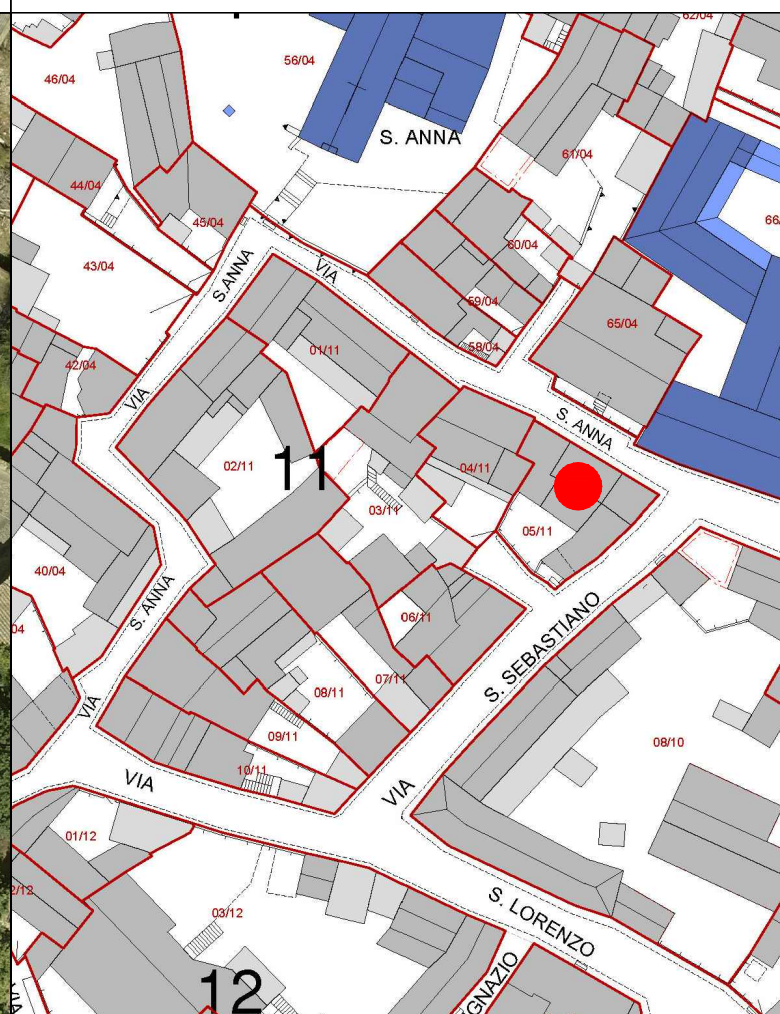 62/04
56/04
46/04
S. ANNA
61/04
44/04
66/
45/04
60/04
43/04
S.ANNA
VIA
59/04
65/04
58/04
01/11
42/04
VIA
S. ANNA
02/11
11
04/11
03/11
05/11
40/04
S. ANNA
06/11
04
S. SEBASTIANO
07/11
08/11
VIA
09/11
08/10
10/11
VIA
VIA
01/12
2/12
S. LORENZO
03/12
12
GNAZIO
VIA